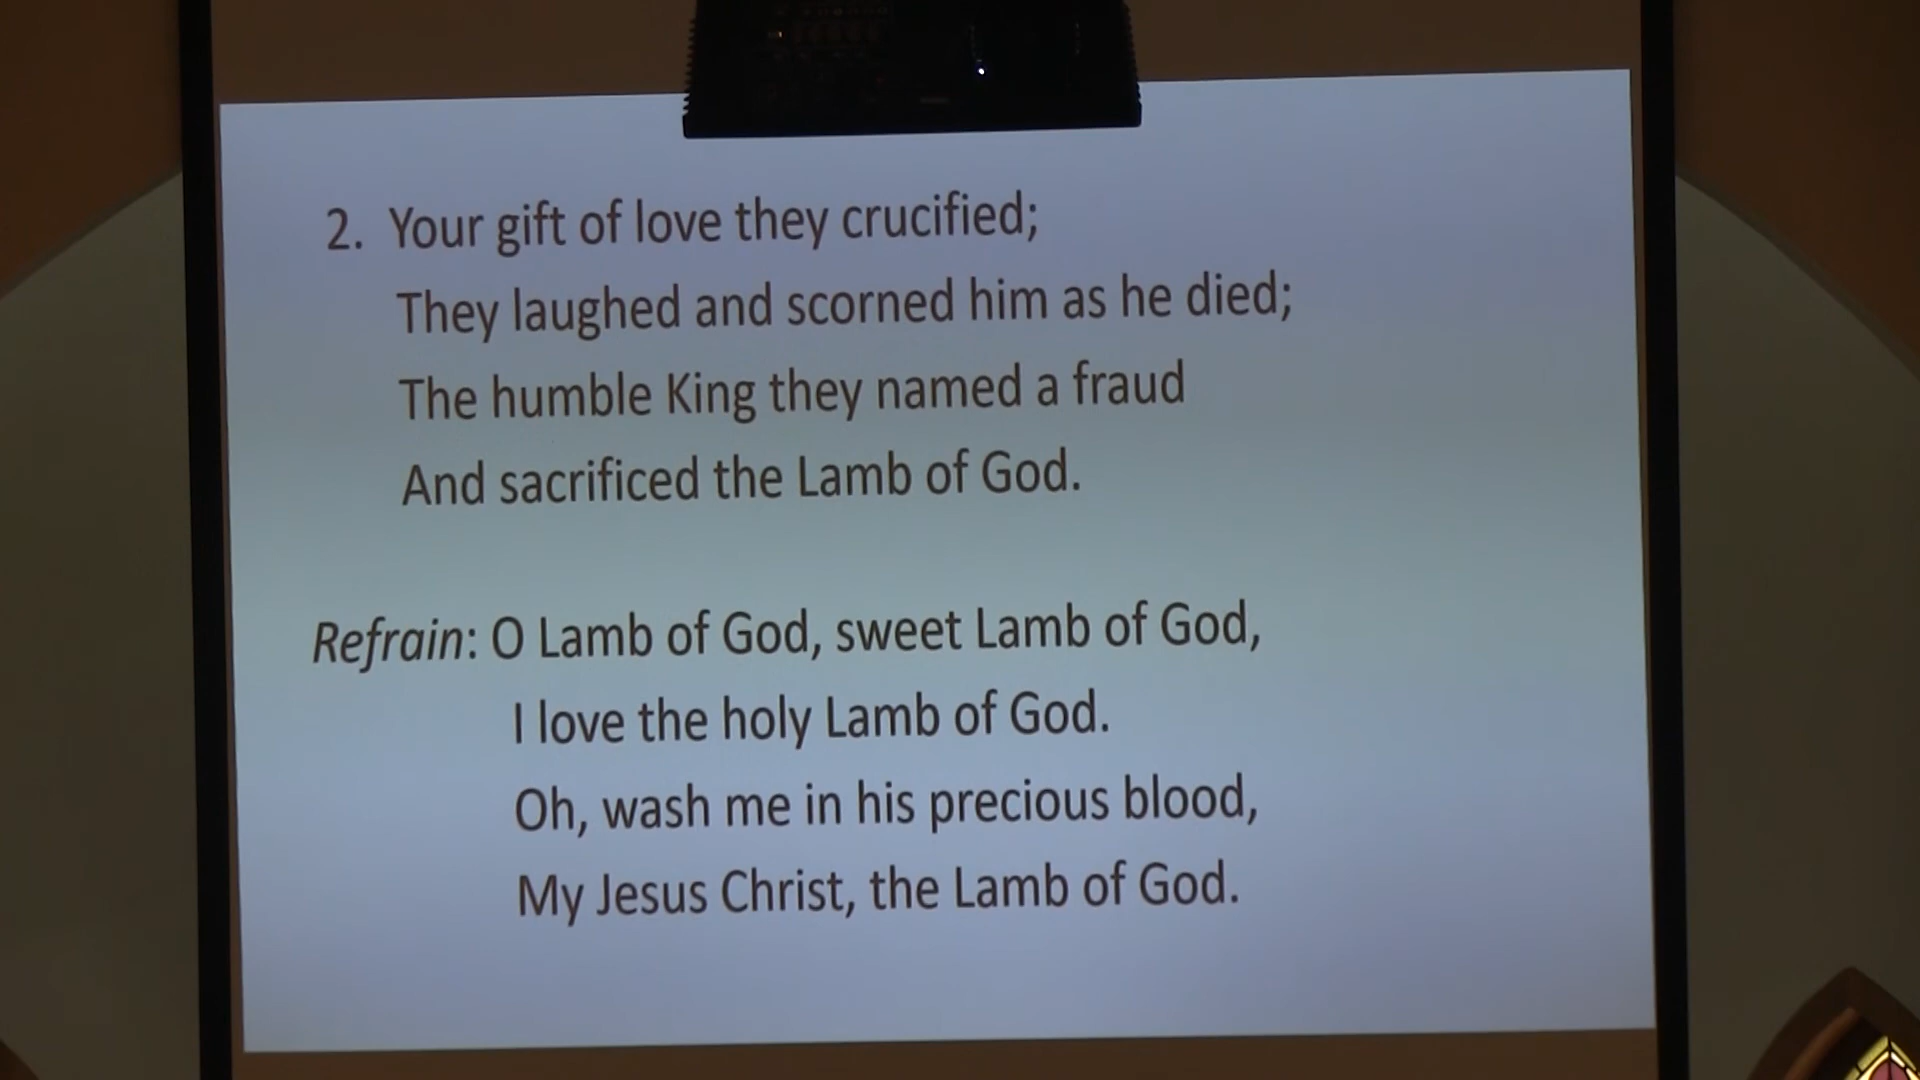 2. Your gift of love they crucified;
They laughed and scorned him as he died;
The humble King they named a fraud
And sacrificed the Lamb of God.
Refrain: O Lamb of God, sweet Lamb of God,
I love the holy Lamb of God.
Oh, wash me in his precious blood,
My Jesus Christ, the Lamb of God.